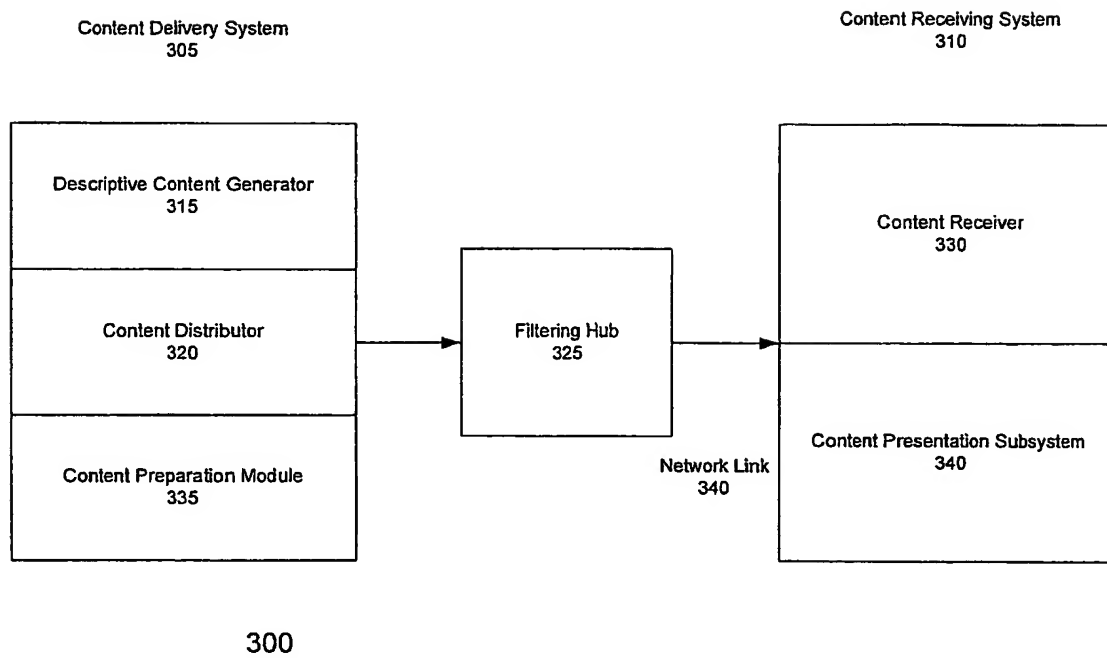 Content Delivery System
305
Content Receiving System
310
Descriptive Content Generator
315
Content Distributor
320
Content Preparation Module
335
Filtering Hub
325
Network Link
340
Content Receiver
330
Content Presentation Subsystem
340
300